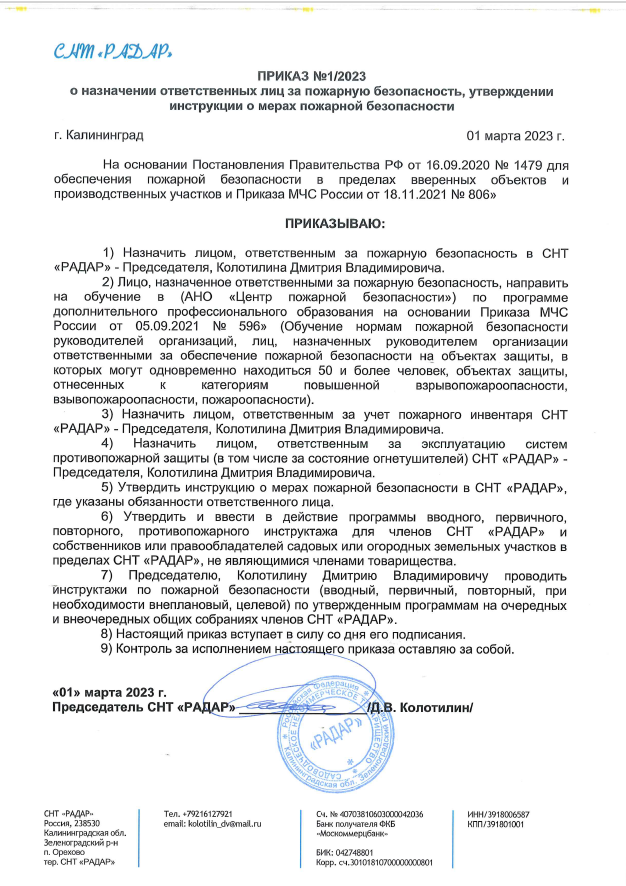 СНТ «РАДАР»
ПРИКАЗ №1/2023
о назначении ответственных лиц за пожарную безопасность, утверждении
инструкции о мерах пожарной безопасности
г. Калининград 01 марта 2023 г.
На основании Постановления Правительства РФ от 16.09.2020 № 1479 для
обеспечения пожарной безопасности в пределах вверенных объектов и
производственных участков и Приказа МЧС России от 18.11.2021 № 806»
ПРИКАЗЫВАЮ:
1) Назначить лицом, ответственным за пожарную безопасность в СНТ
«РАДАР» - Председателя, Колотилина Дмитрия Владимировича.
2) Лицо, назначенное ответственными за пожарную безопасность, направить
на обучение в (АНО «Центр пожарной безопасности») по программе
дополнительного профессионального образования на основании Приказа МЧС
России от 05.09.2021 № 596» (Обучение нормам пожарной безопасности
руководителей организаций, лиц, назначенных руководителем организации
ответственными за обеспечение пожарной безопасности на объектах защиты, в
которых могут одновременно находиться 50 и более человек, объектах защиты,
отнесенных к категориям повышенной взрывопожароопасности,
взывопожароопасности, пожароопасности).
3) Назначить лицом, ответственным за учет пожарного инвентаря СНТ
«РАДАР» - Председателя, Колотилина Дмитрия Владимировича.
4) Назначить лицом, ответственным за эксплуатацию систем
противопожарной защиты (в том числе за состояние огнетушителей) СНТ «РАДАР» -
Председателя, Колотилина Дмитрия Владимировича.
5) Утвердить инструкцию о мерах пожарной безопасности в СНТ «РАДАР»,
где указаны обязанности ответственного лица.
6) Утвердить и ввести в действие программы вводного, первичного,
повторного, противопожарного инструктажа для членов СНТ «РАДАР» и
собственников или правообладателей садовых или огородных земельных участков в
пределах СНТ «РАДАР», не являющимися членами товарищества.
7) Председателю, Колотилину Дмитрию Владимировичу проводить
инструктажи по пожарной безопасности (вводный, первичный, повторный, при
необходимости внеплановый, целевой) по утвержденным программам на очередных
и внеочередных общих собраниях членов СНТ «РАДАР».
8) Настоящий приказ вступает в силу со дня его подписания.
9) Контроль за исполнением настоящего приказа оставляю за собой.
«01» марта 2023 г.
Председатель СНТ «РАДАР» /Д.В. Колотилин/
Российская Федерация
САДОВОДЧЕСКОЕ НЕКОММЕРЧЕСКОЕ ТОВАРИЩЕСТВО
«РАДАР»
Калининградская обл.
СНТ «РАДАР»
Россия, 238530
Калининградская обл.
Зеленоградский р-н
п. Орехово
тер. СНТ «РАДАР»
Тел. +79216127921
email: kolotilin_dv@mail.ru
Сч. № 40703810603000042036
Банк получателя ФКБ
«Москоммерцбанк»
БИК: 042748801
Корр. сч.30101810700000000801
ИНН/3918006587
КПП/391801001